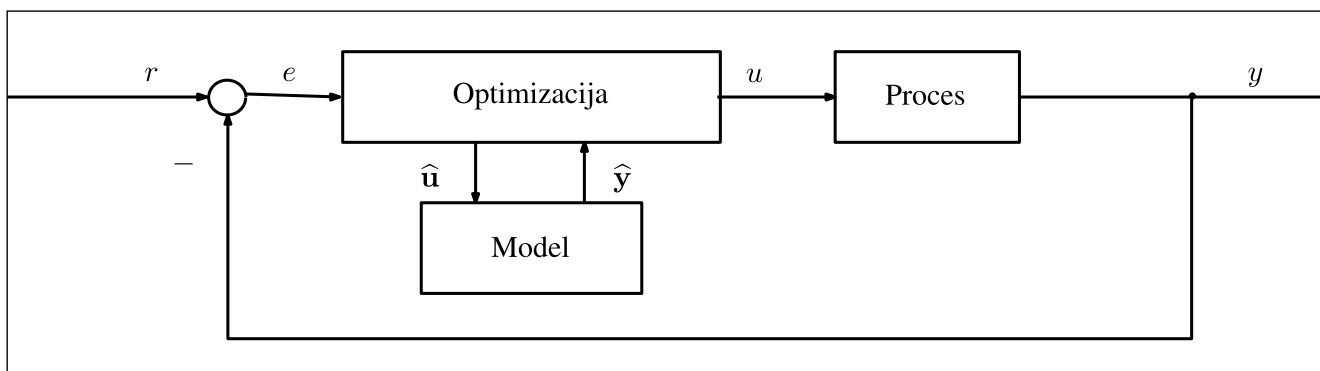 r
e
Optimizacija
u
Proces
y
−
û
ŷ
Model